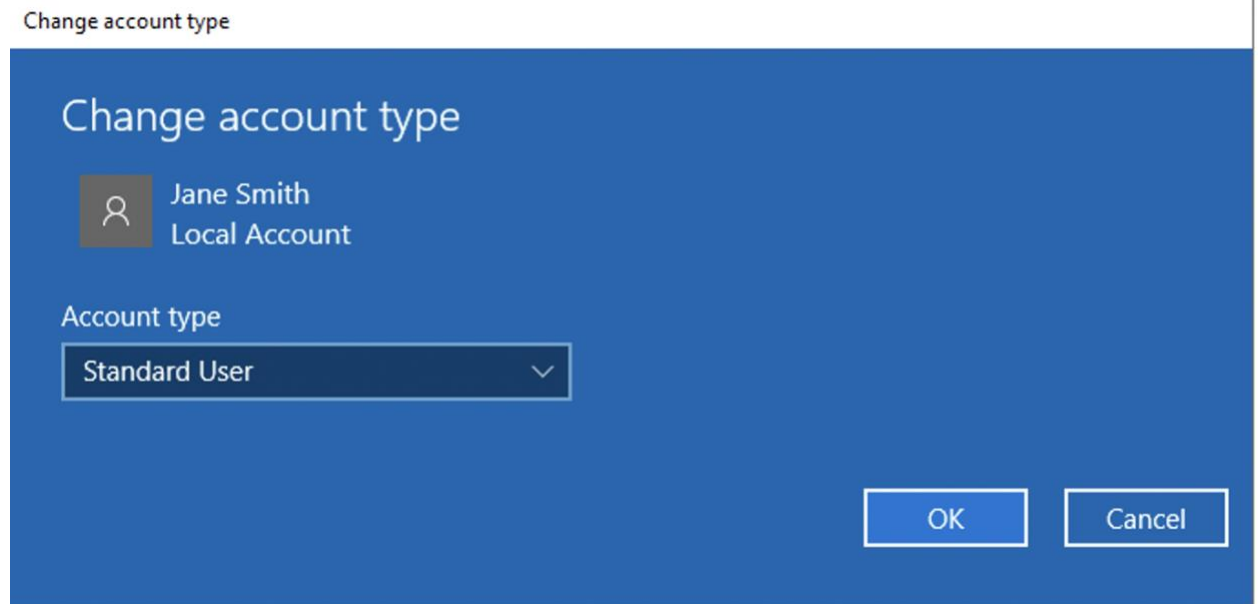 Change account type
Change account type
Jane Smith
Local Account
Account type
Standard User
OK
Cancel